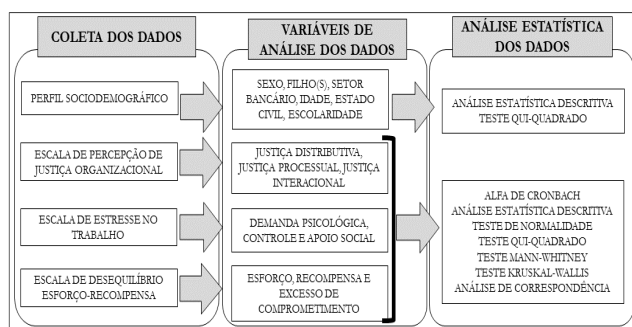 COLETA DOS DADOS
VARIÁVEIS DE
ANÁLISE DOS DADOS
ANÁLISE ESTATÍSTICA
DOS DADOS
PERFIL SOCIODEMOGRÁFICO
SEXO, FILHO(S), SETOR
BANCÁRIO, IDADE, ESTADO
CIVIL, ESCOLARIDADE
ANÁLISE ESTATÍSTICA DESCRITIVA
TESTE QUI-QUADRADO
ESCALA DE PERCEPÇÃO DE
JUSTIÇA ORGANIZACIONAL
JUSTIÇA DISTRIBUTIVA,
JUSTIÇA PROCESSUAL, JUSTIÇA
INTERACIONAL
ESCALA DE ESTRESSE NO
TRABALHO
DEMANDA PSICOLÓGICA,
CONTROLE E APOIO SOCIAL
ESCALA DE DESEQUILÍBRIO
ESFORÇO-RECOMPENSA
ESFORÇO, RECOMPENSA E
EXCESSO DE
COMPROMETIMENTO
ALFA DE CRONBACH
ANÁLISE ESTATÍSTICA DESCRITIVA
TESTE DE NORMALIDADE
TESTE QUI-QUADRADO
TESTE MANN-WHITNEY
TESTE KRUSKAL-WALLIS
ANÁLISE DE CORRESPONDÊNCIA